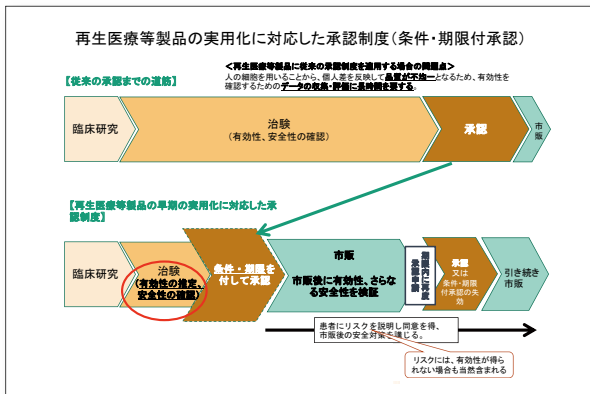 再生医療等製品の実用化に対応した承認制度（条件・期限付承認）
＜再生医療等製品に従来の承認制度を適用する場合の問題点＞
人の細胞を用いることから、個人差を反映して品質が不均一となるため、有効性を
確認するためのデータの収集・評価に長時間を要する。
【従来の承認までの道筋】
臨床研究
治験
（有効性、安全性の確認）
承認
市
販
【再生医療等製品の早期の実用化に対応した承
認制度】
臨床研究
治験
（有効性の推定、
安全性の確認）
条件・期限を
付して承認
市販
市販後に有効性、さらな
る安全性を検証
期限内に再度
承認申請
承認
又は
条件・期限
付承認の失
効
引き続き
市販
患者にリスクを説明し同意を得、
市販後の安全対策を講じる。
リスクには、有効性が得ら
れない場合も当然含まれる